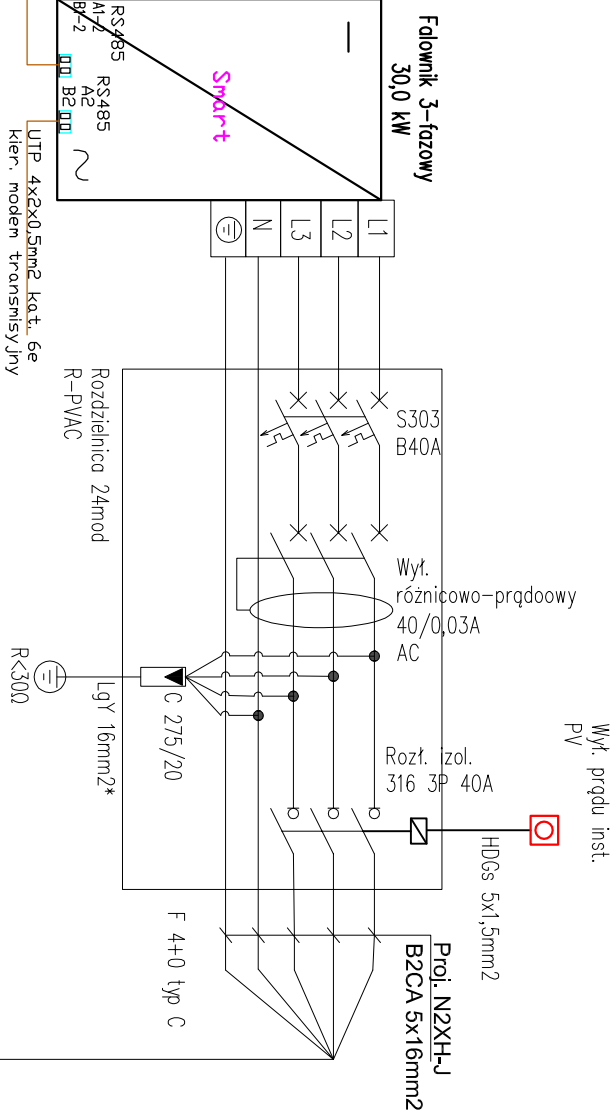 Falownik 3-fazowy
30,0 kW
Smart
RS485
A1-2
B1-2
RS485
A2
B2
UTP 4x2x0,5mm2 kat. 6e
kier. modem transmisyjny
L1
L2
L3
N
Rozdzielnica 24mod
R-PVAC
S303
B40A
Wył.
różnicowo-prądoowy
40/0,03A
AC
C 275/20
LgY 16mm2*
R<30Ω
Rozł. izol.
316 3P 40A
Wył. prądu inst.
PV
HDGs 5x1,5mm2
F 4+0 typ C
Proj. N2XH-J
B2CA 5x16mm2